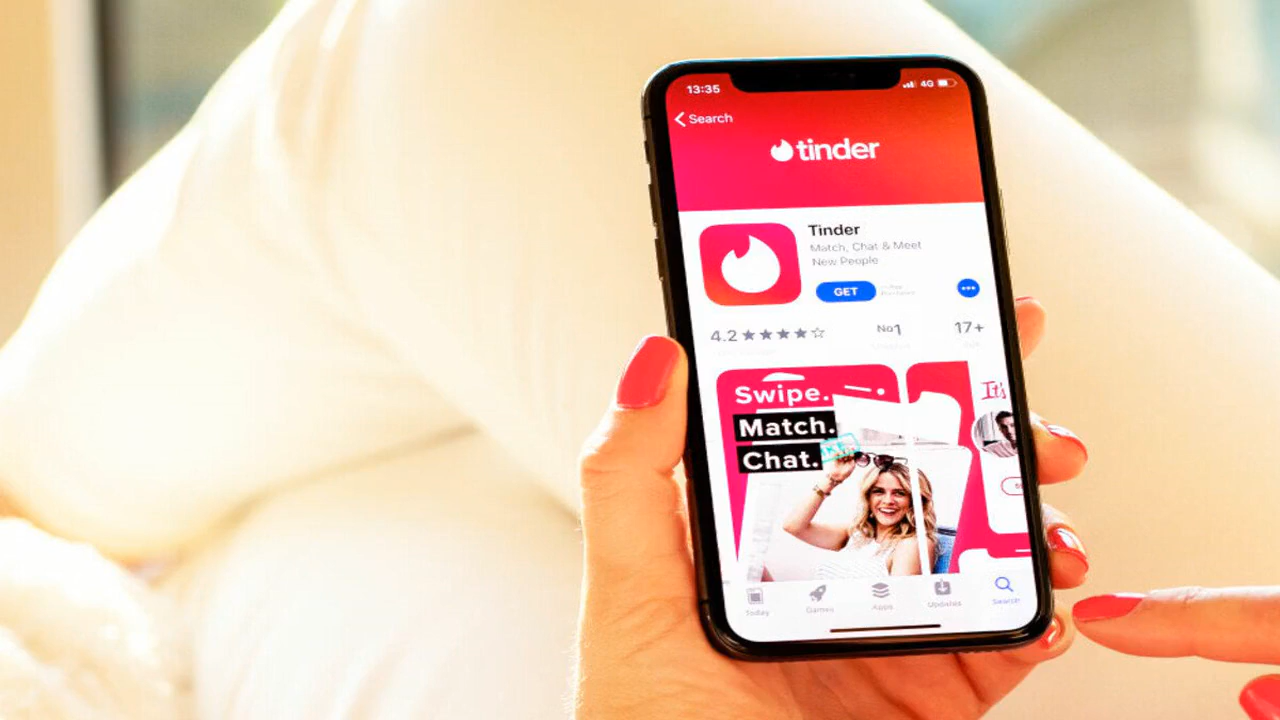 13:35
4G
Search
tinder
Tinder
Match, Chat & Meet
New People
GET
4.2
No1
17+
Swipe.
Match.
Chat.
It's
Today
Games
Apps
Updates
Search